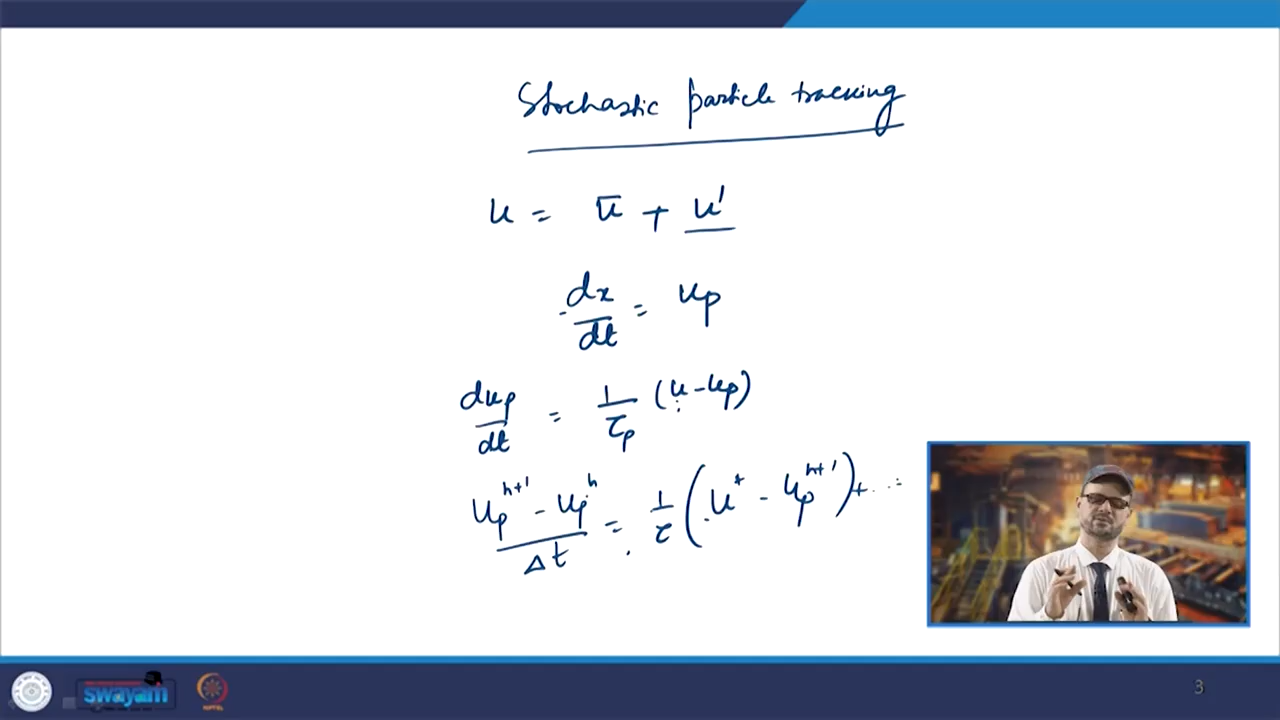 Stochastic particle tracking
u = ū + u'
dx/dt = up
dup/dt = 1/τp (u - up)
(up^n+1 - up^n)/Δt = 1/τ (u^* - up^n+1) + ...
swayam
3